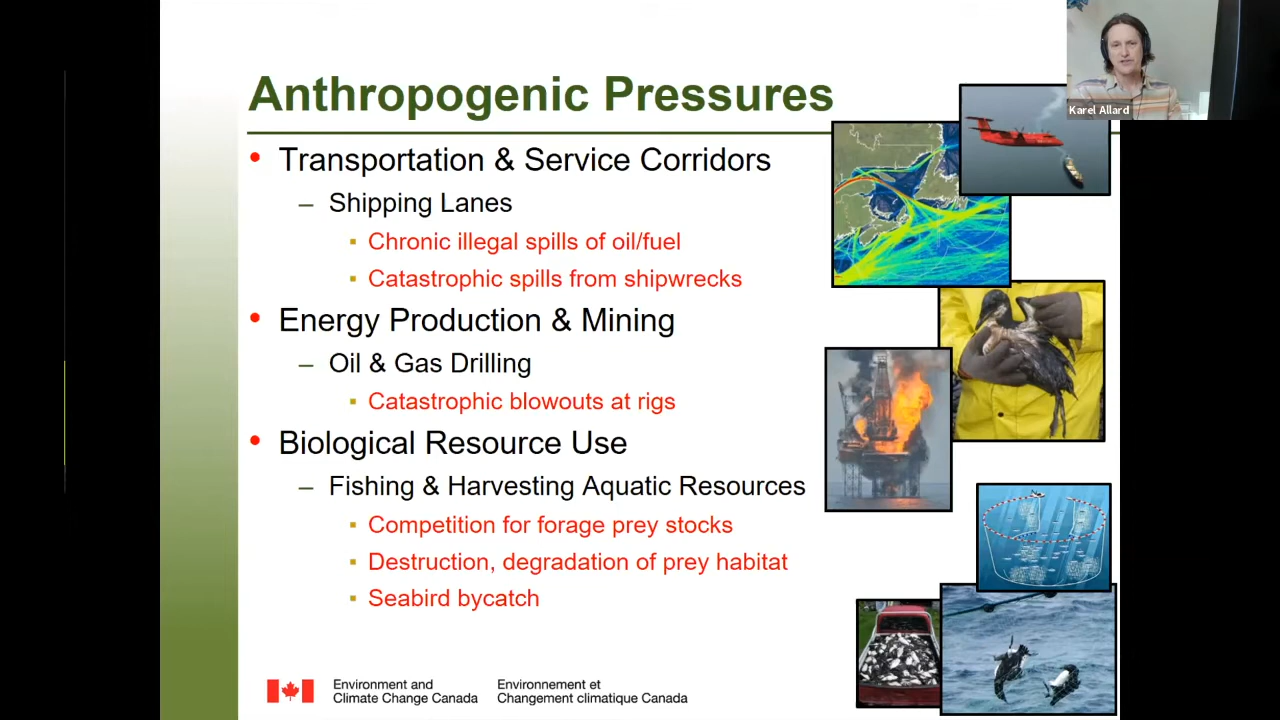 Karel Allard
Anthropogenic Pressures
• Transportation & Service Corridors
– Shipping Lanes
▪ Chronic illegal spills of oil/fuel
▪ Catastrophic spills from shipwrecks
• Energy Production & Mining
– Oil & Gas Drilling
▪ Catastrophic blowouts at rigs
• Biological Resource Use
– Fishing & Harvesting Aquatic Resources
▪ Competition for forage prey stocks
▪ Destruction, degradation of prey habitat
▪ Seabird bycatch
Environment and
Climate Change Canada
Environnement et
Changement climatique Canada